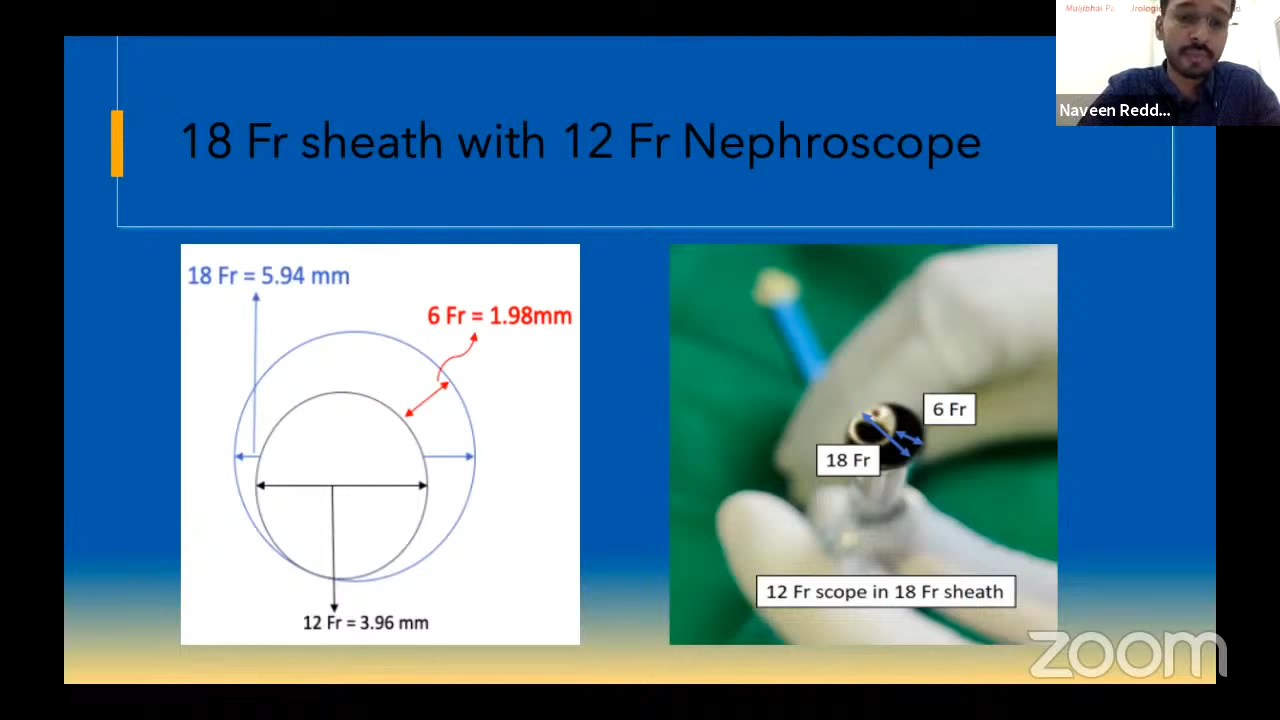 Muljibhai
Naveen Redd...
18 Fr sheath with 12 Fr Nephroscope
18 Fr = 5.94 mm
6 Fr = 1.98mm
12 Fr = 3.96 mm
6 Fr
18 Fr
12 Fr scope in 18 Fr sheath
zoom